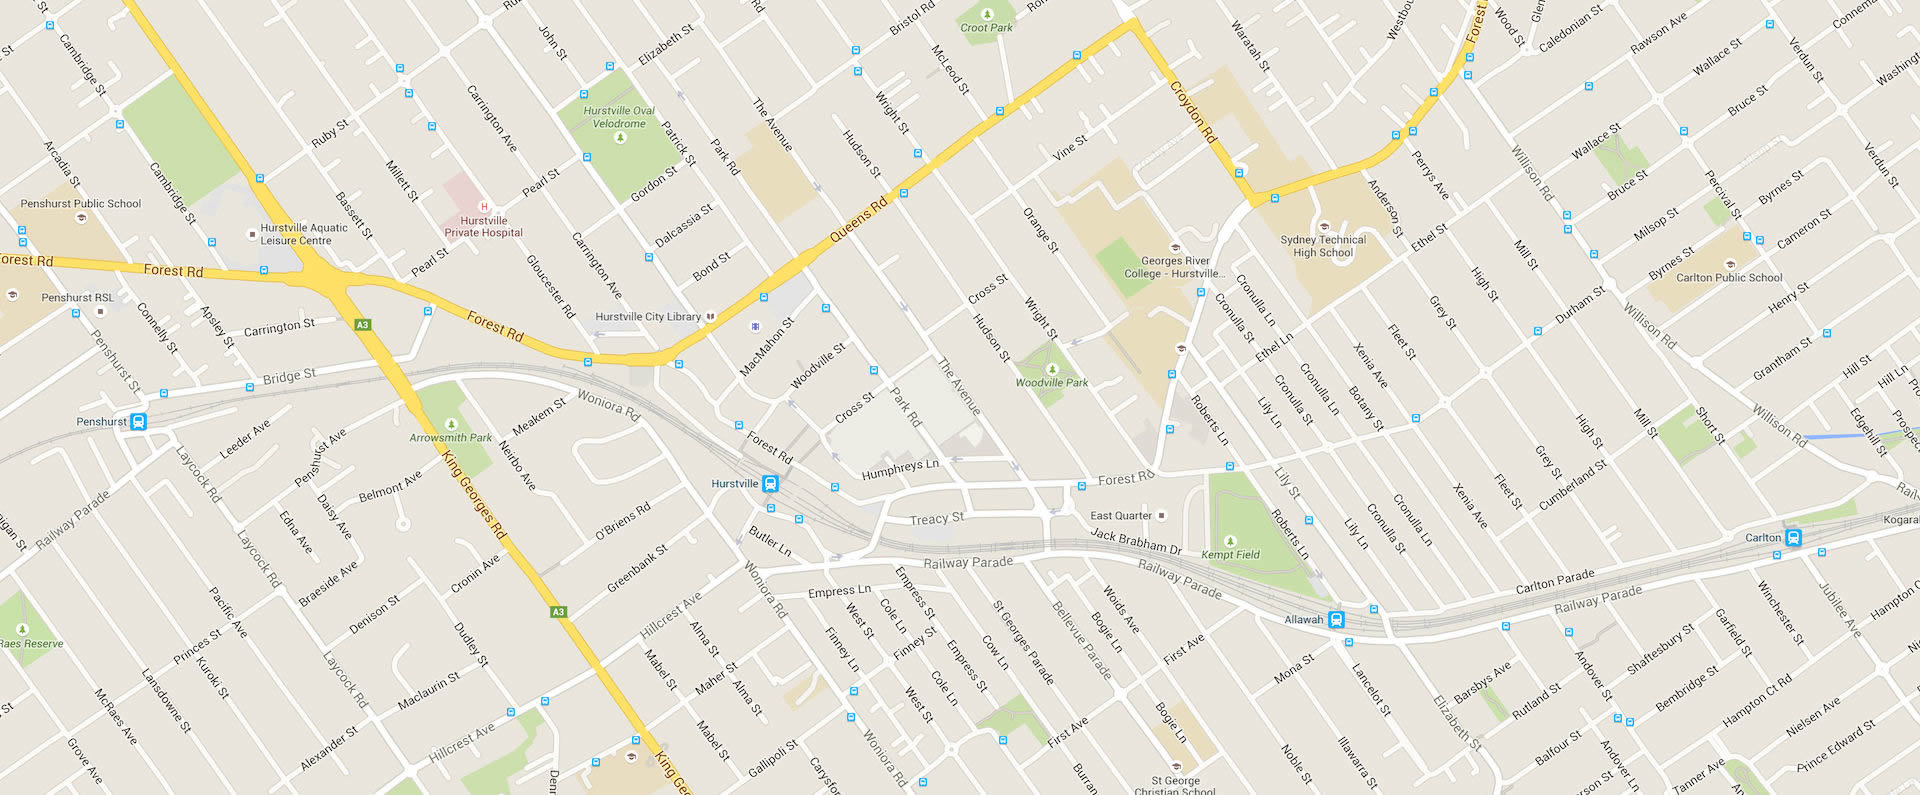 Cambridge St
John St
Elizabeth St
Bristol Rd
Croot Park
McLeod St
Waratah St
Wood St
Caledonian St
Rawson Ave
Wallace St
Verdun St
Forest
Carrington Ave
Hurstville Oval
Velodrome
The Avenue
Wright St
Croydon Rd
Bruce St
Ruby St
Patrick St
Park Rd
Hudson St
Vine St
Wallace St
Willison Rd
Arcadia St
Cambridge St
Millett St
Pearl St
Gordon St
Perrys Ave
Bruce St
Percival St
Verdun St
Byrnes St
Penshurst Public School
Bassett St
Hurstville
Private Hospital
Dalcassia St
Queens Rd
Orange St
Anderson St
Milsop St
Cameron St
Hurstville Aquatic
Leisure Centre
Sydney Technical
High School
Ethel St
Mill St
Forest Rd
Forest Rd
Pearl St
Gloucester Rd
Carrington Ave
Bond St
Georges River
College - Hurstville...
Byrnes St
Carlton Public School
Penshurst RSL
Connelly St
Apsley St
Carrington St
A3
Forest Rd
Hurstville City Library
MacMahon St
Cross St
Wright St
Hudson St
Cronulla Ln
Cronulla St
High St
Grey St
Durham St
Henry St
Willison Rd
Penshurst St
Bridge St
Woodville St
Ethel Ln
Fleet St
Xenia Ave
Grantham St
Hill St
Hill Ln
Woodville Park
The Avenue
Park Rd
Cross St
Cronulla Ln
Cronulla St
Botany St
Lily Ln
Roberts Ln
Penshurst
Arrowsmith Park
Meakem St
Woniora Rd
Neirbo Ave
Leeder Ave
Penshurst Ave
Laycock Rd
High St
Mill St
Short St
Willison Rd
Edgehill St
Forest Rd
Humphreys Ln
Hurstville
Forest Rd
Lily St
Grey St
Fleet St
Cumberland St
Xenia Ave
King Georges Rd
Belmont Ave
Railway Parade
Edna Ave
Daisy Ave
O'Briens Rd
Treacy St
East Quarter
Jack Brabham Dr
Kempt Field
Roberts Ln
Lily Ln
Cronulla St
Cronulla Ln
Carlton
Laycock Rd
Braeside Ave
Cronin Ave
Greenbank St
Butler Ln
Woniora Rd
Railway Parade
Railway Parade
Carlton Parade
Railway Parade
A3
Empress Ln
Empress St
Allawah
Raes Reserve
Pacific Ave
Princes St
Denison St
Dudley St
Hillcrest Ave
Alma St
West St
Cole Ln
Finney St
Finney Ln
St Georges Parade
Cow Ln
Bellevue Parade
Woids Ave
Bogie Ln
First Ave
Winchester St
Jubilee Ave
Garfield St
Shaftesbury St
Kuroki St
Lansdowne St
Laycock Rd
Maclaurin St
Mabel St
Maher St
Alma St
Empress St
Cole Ln
West St
Mona St
Lancelot St
Barsbys Ave
Rutland St
Andover St
Bembridge St
Hampton Ct Rd
Nielsen Ave
McRaes Ave
Grove Ave
Alexander St
Hillcrest Ave
Mabel St
Gallipoli St
Woniora Rd
First Ave
Bogie Ln
Noble St
Illawarra St
Elizabeth St
Balfour St
Andover Ln
Tanner Ave
Prince Edward St
St George
Christian School